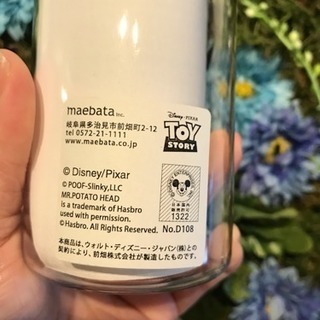 maebata Inc.
岐阜県多治見市前畑町2-12
tel 0572-21-1111
www.maebata.co.jp
Disney・PIXAR
TOY
STORY
© Disney/Pixar
© POOF-Slinky,LLC
MR.POTATO HEAD
is a trademark of Hasbro
used with permission.
© Hasbro. All Rights Reserved.
日本国内
1322
No.D108
本商品は、ウォルト・ディズニー・ジャパン(株)との
契約により、前畑株式会社が製造したものです。